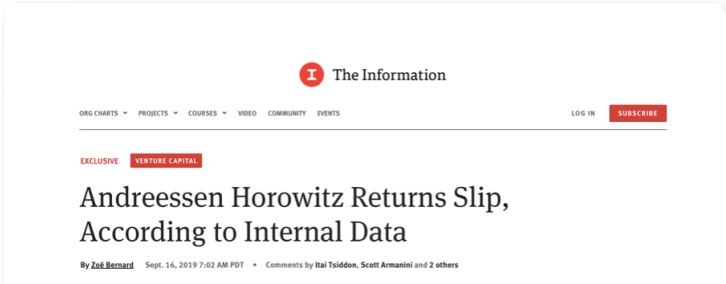 I The Information
ORG CHARTS PROJECTS COURSES VIDEO COMMUNITY EVENTS LOG IN SUBSCRIBE
EXCLUSIVE VENTURE CAPITAL
Andreessen Horowitz Returns Slip,
According to Internal Data
By Zoë Bernard Sept. 16, 2019 7:02 AM PDT • Comments by Itai Tsiddon, Scott Armanini and 2 others